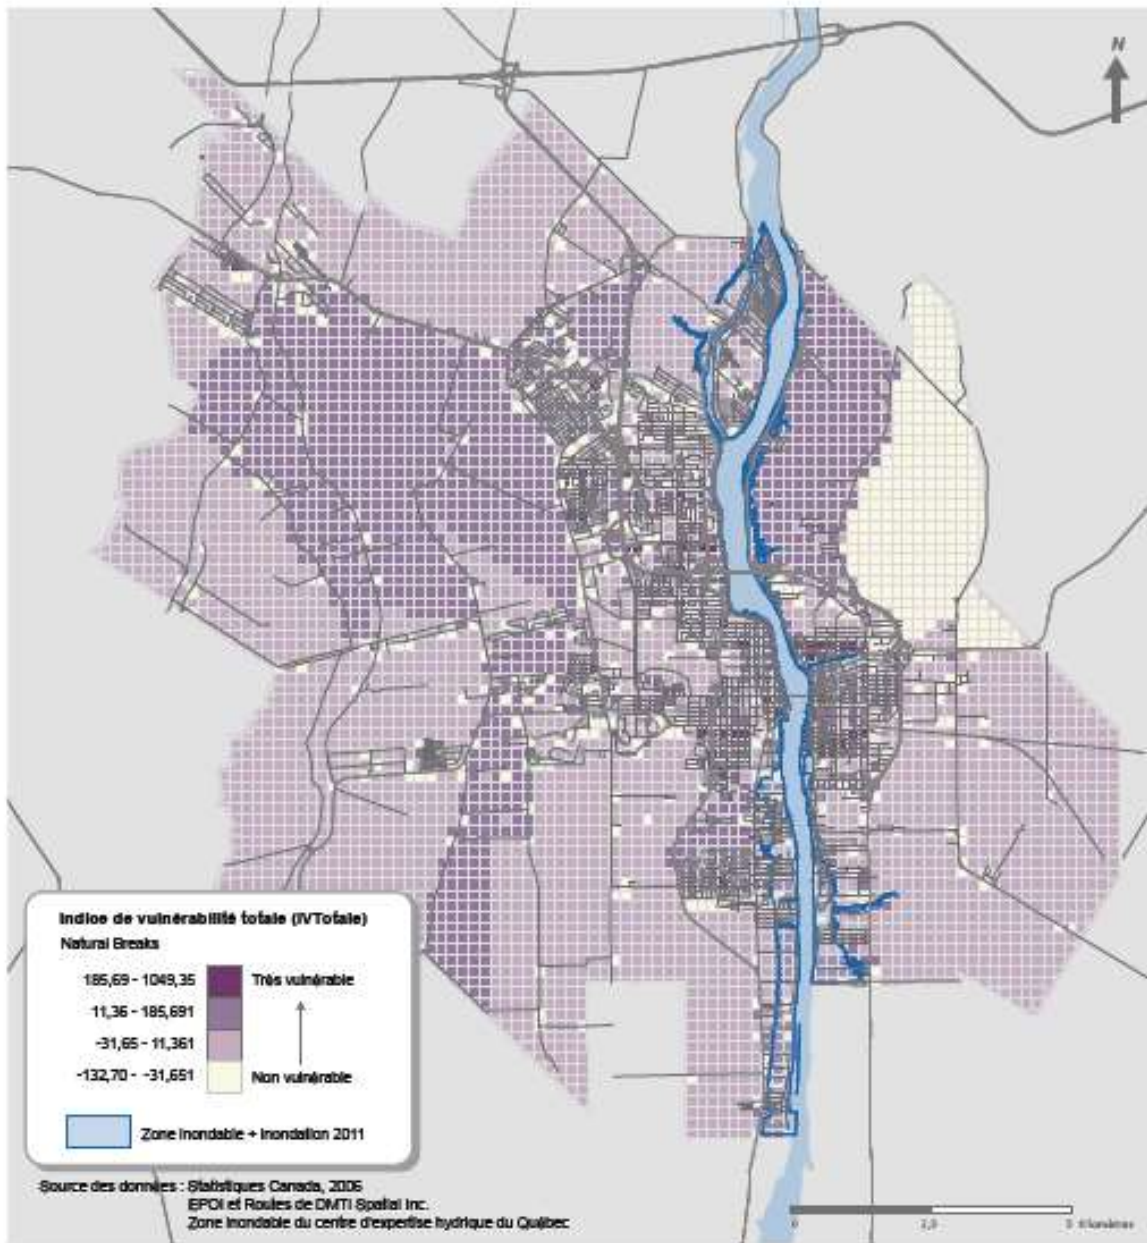 N
Indice de vulnérabilité totale (IVTotale)
Natural Breaks
185,69 - 1049,35 Très vulnérable
11,36 - 185,691
-31,65 - 11,361
-132,70 - -31,651 Non vulnérable
Zone Inondable + Inondation 2011
Source des données : Statistiques Canada, 2006
EPOI et Routes de DMTI Spatial Inc.
Zone Inondable du centre d'expertise hydrique du Québec
0 2,5 5 Kilomètres